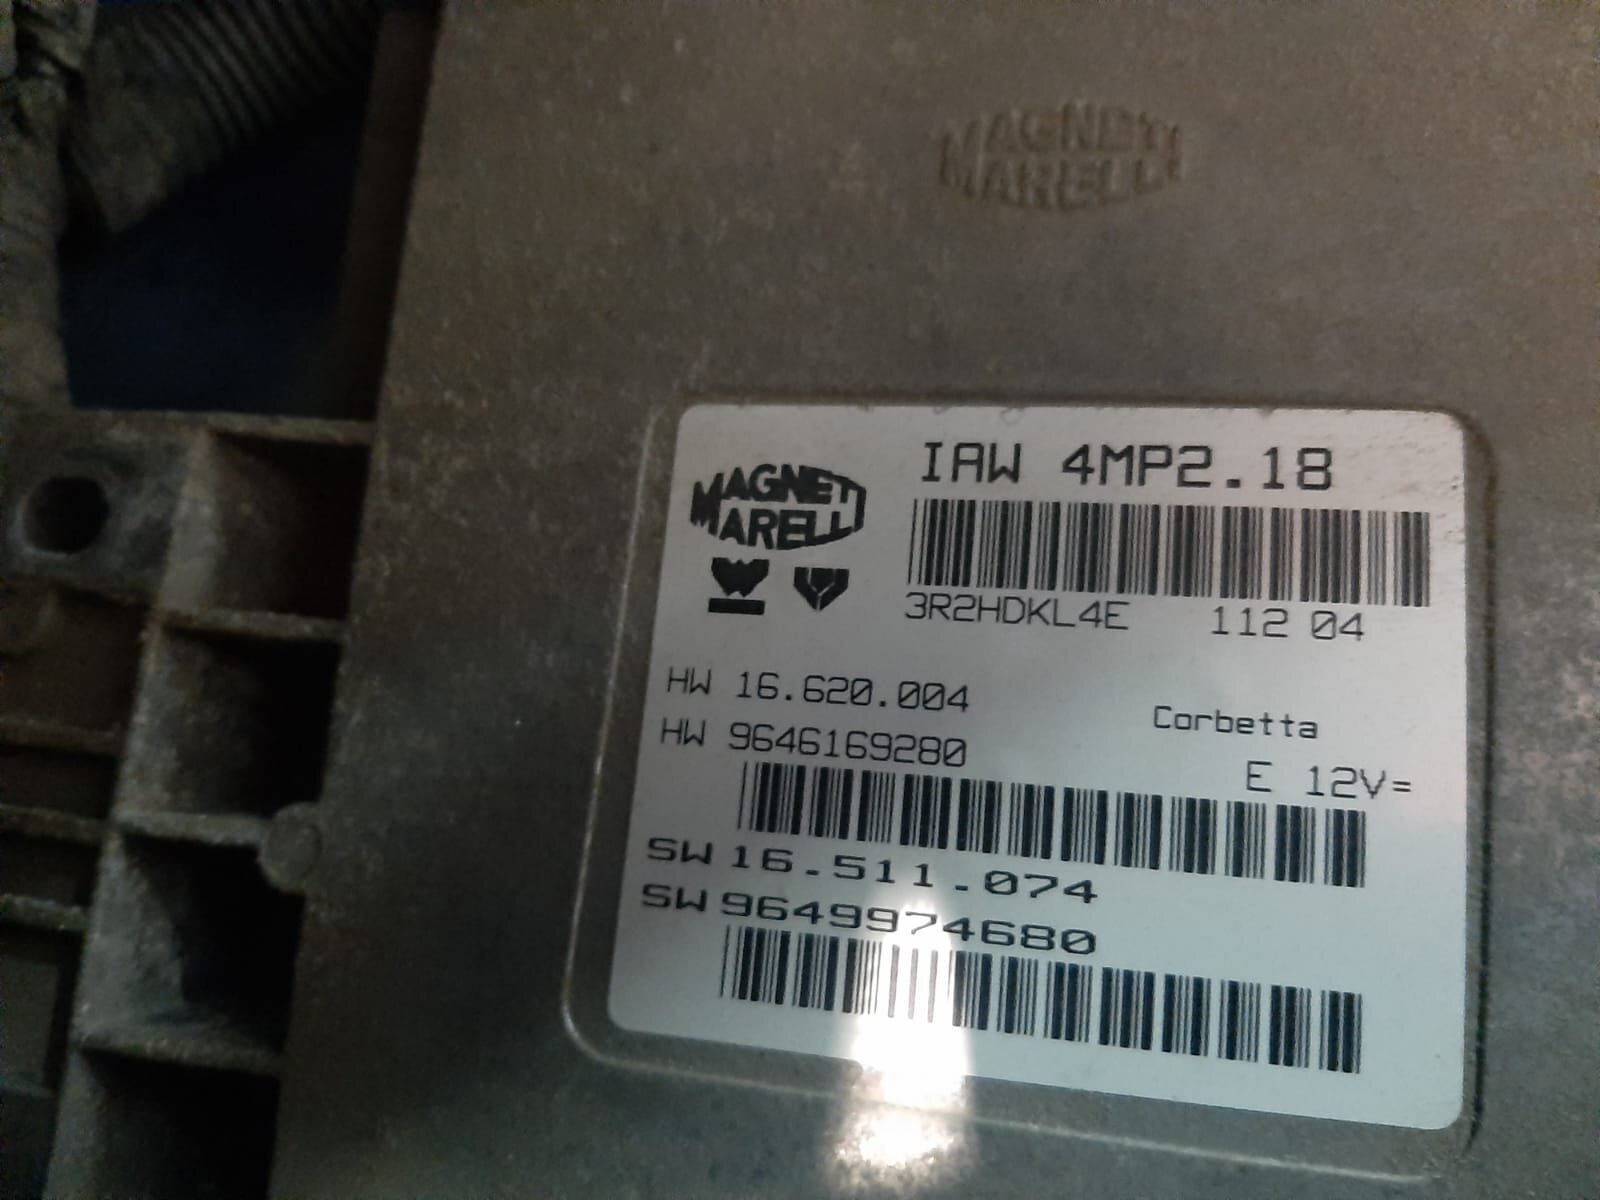 MAGNETI
MARELLI
IAW 4MP2.18
MAGNETI
MARELLI
3R2HDKL4E 112 04
HW 16.620.004
Corbetta
HW 9646169280
E 12V=
SW 16.511.074
SW 9649974680